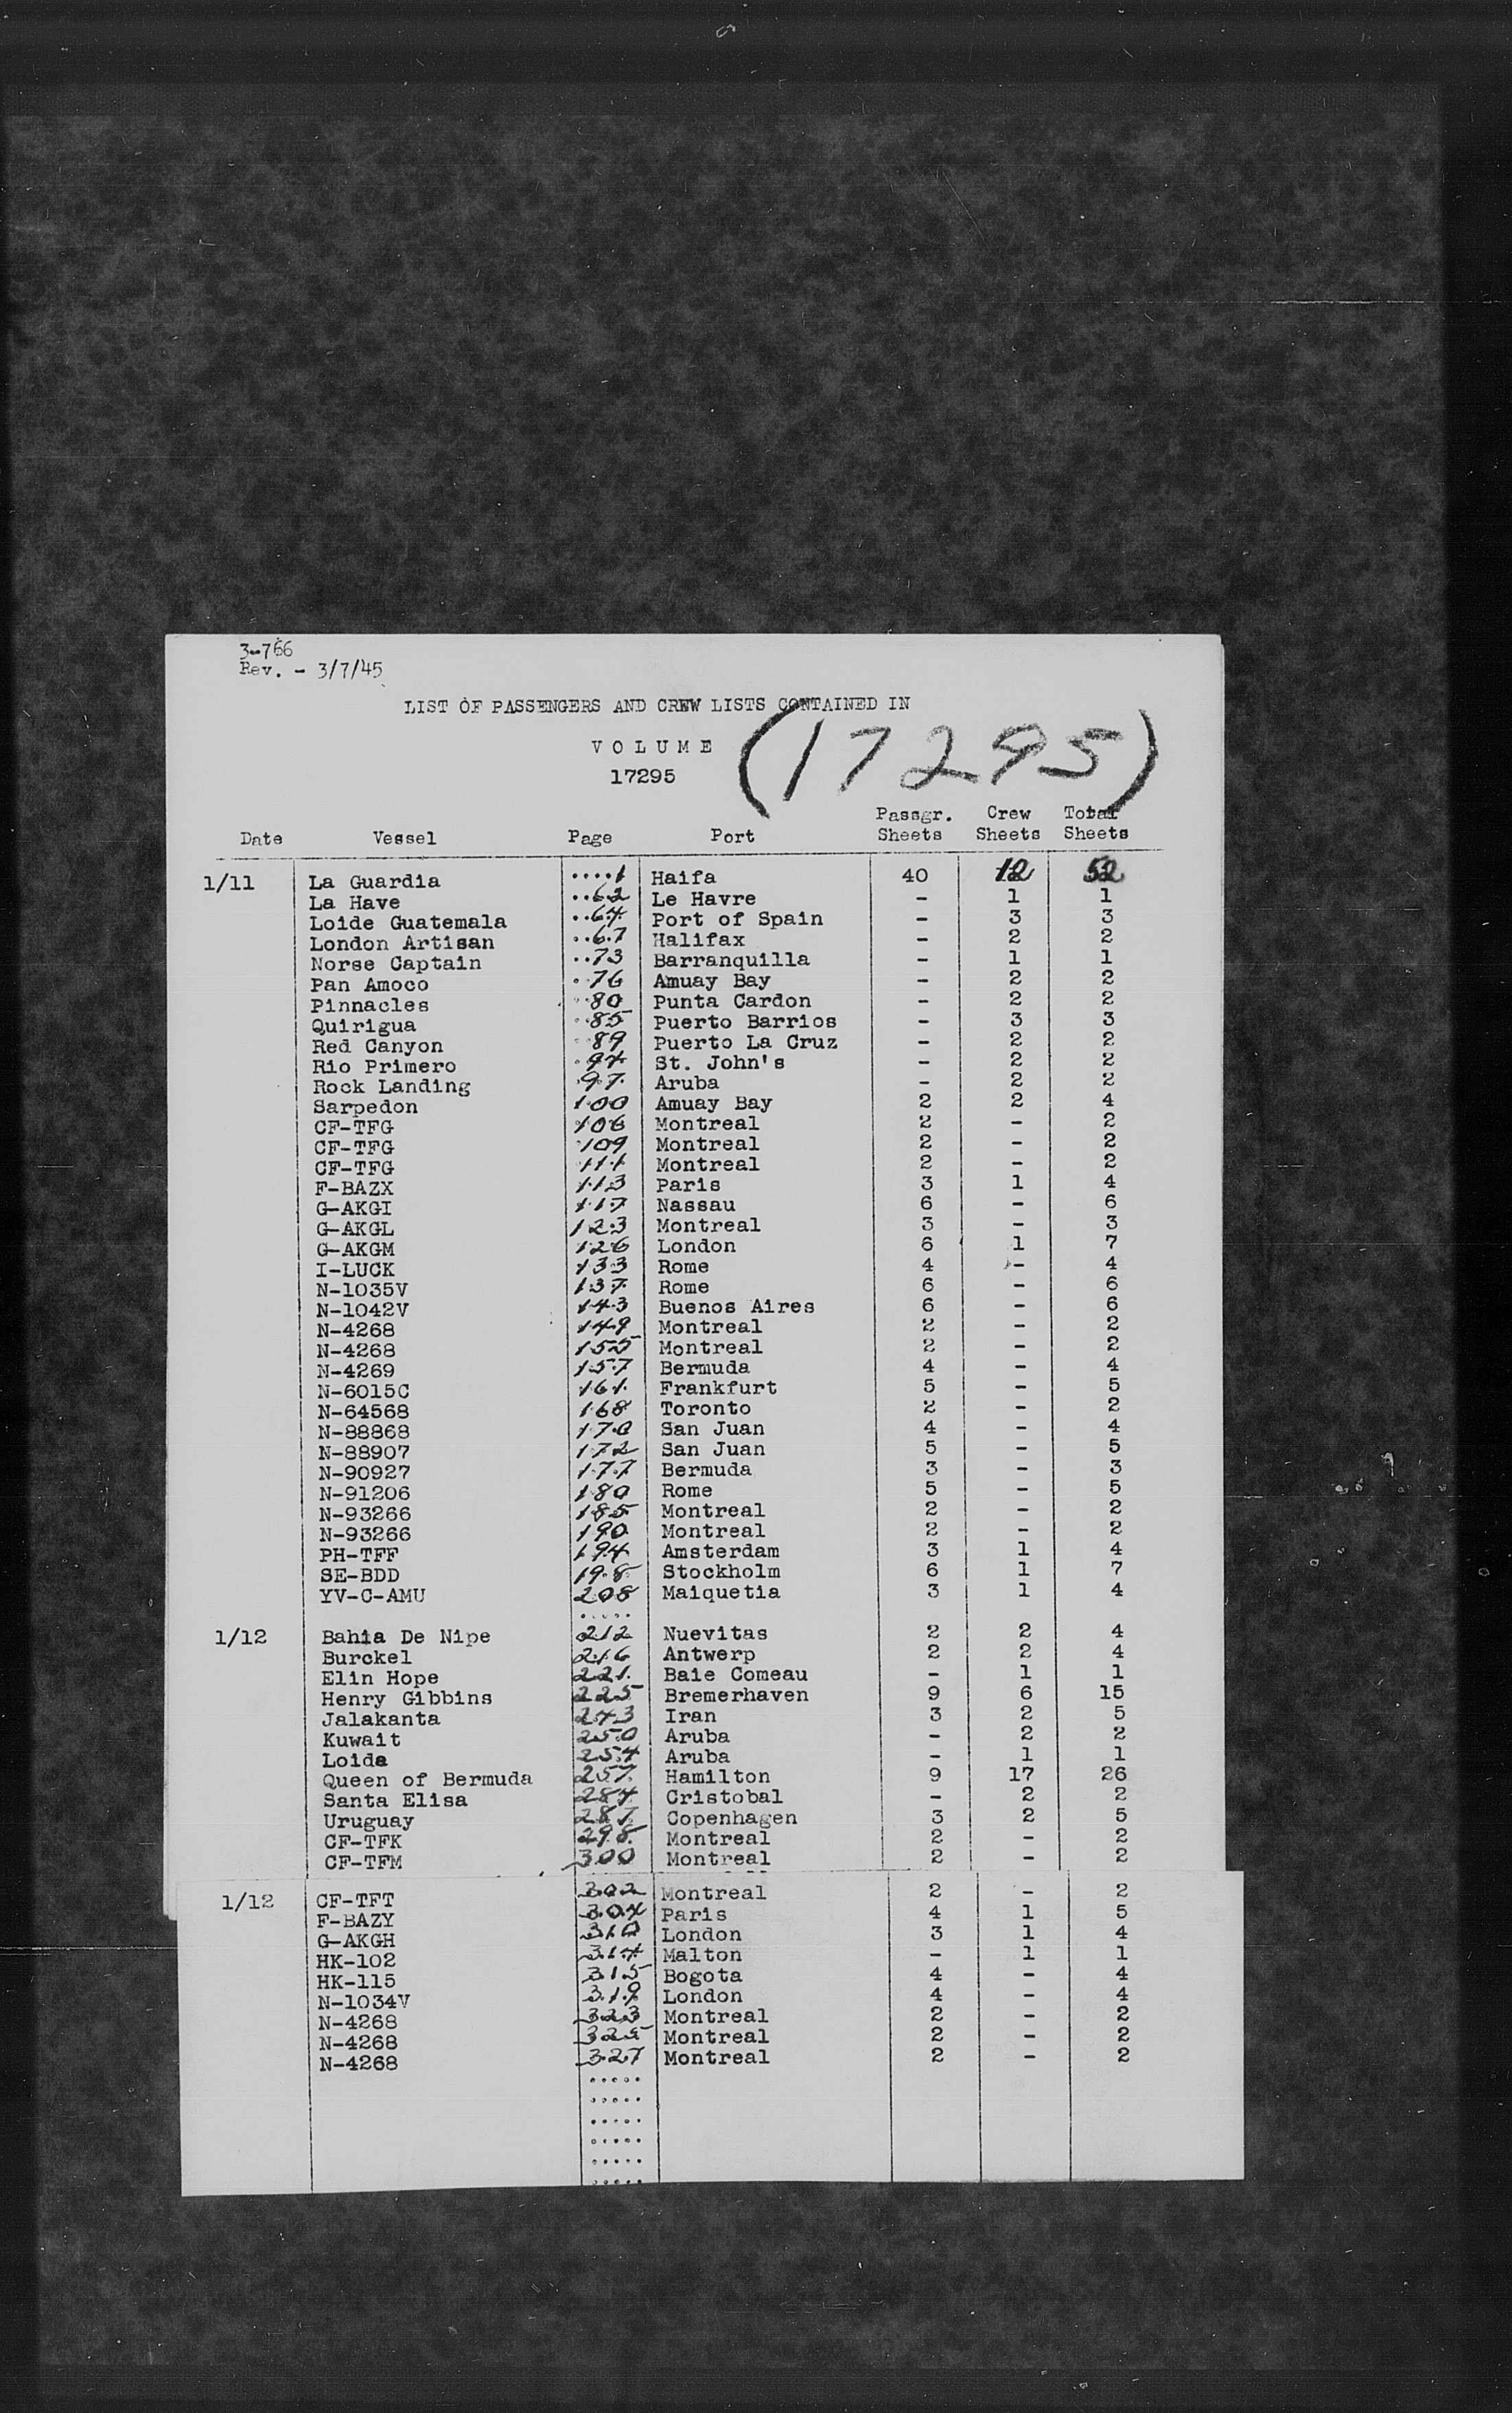 3-766
Rev. - 3/7/45
LIST OF PASSENGERS AND CREW LISTS CONTAINED IN
VOLUME
17295
(17295)
Date Vessel Page Port Passgr. Sheets Crew Sheets Total Sheets
1/11 La Guardia ....1 Haifa 40 12 52
La Have ..62 Le Havre - 1 1
Loide Guatemala ..64 Port of Spain - 3 3
London Artisan ..67 Halifax - 2 2
Norse Captain ..73 Barranquilla - 1 1
Pan Amoco ..76 Amuay Bay - 2 2
Pinnacles ..80 Punta Cardon - 2 2
Quirigua ..85 Puerto Barrios - 3 3
Red Canyon ..89 Puerto La Cruz - 2 2
Rio Primero .94 St. John's - 2 2
Rock Landing .97. Aruba - 2 2
Sarpedon 100 Amuay Bay 2 2 4
CF-TFG 106 Montreal 2 - 2
CF-TFG 109 Montreal 2 - 2
CF-TFG 111 Montreal 2 - 2
F-BAZX 113 Paris 3 1 4
G-AKGI 117 Nassau 6 - 6
G-AKGL 123 Montreal 3 - 3
G-AKGM 126 London 6 1 7
I-LUCK 133 Rome 4 - 4
N-1035V 137 Rome 6 - 6
N-1042V 143 Buenos Aires 6 - 6
N-4268 149 Montreal 2 - 2
N-4268 155 Montreal 2 - 2
N-4269 157 Bermuda 4 - 4
N-6015C 161 Frankfurt 5 - 5
N-64568 168 Toronto 2 - 2
N-88868 170 San Juan 4 - 4
N-88907 172 San Juan 5 - 5
N-90927 177 Bermuda 3 - 3
N-91206 180 Rome 5 - 5
N-93266 185 Montreal 2 - 2
N-93266 190 Montreal 2 - 2
PH-TFF 194 Amsterdam 3 1 4
SE-BDD 198 Stockholm 6 1 7
YV-C-AMU 208 Maiquetia 3 1 4
.....
1/12 Bahia De Nipe 212 Nuevitas 2 2 4
Burckel 216 Antwerp 2 2 4
Elin Hope 221 Baie Comeau - 1 1
Henry Gibbins 225 Bremerhaven 9 6 15
Jalakanta 243 Iran 3 2 5
Kuwait 250 Aruba - 2 2
Loida 254 Aruba - 1 1
Queen of Bermuda 257 Hamilton 9 17 26
Santa Elisa 284 Cristobal - 2 2
Uruguay 287 Copenhagen 3 2 5
CF-TFK 298 Montreal 2 - 2
CF-TFM 300 Montreal 2 - 2
1/12 CF-TFT 302 Montreal 2 - 2
F-BAZY 304 Paris 4 1 5
G-AKGH 310 London 3 1 4
HK-102 314 Malton - 1 1
HK-115 315 Bogota 4 - 4
N-1034V 319 London 4 - 4
N-4268 323 Montreal 2 - 2
N-4268 325 Montreal 2 - 2
N-4268 327 Montreal 2 - 2
.....
.....
.....
.....
.....
.....